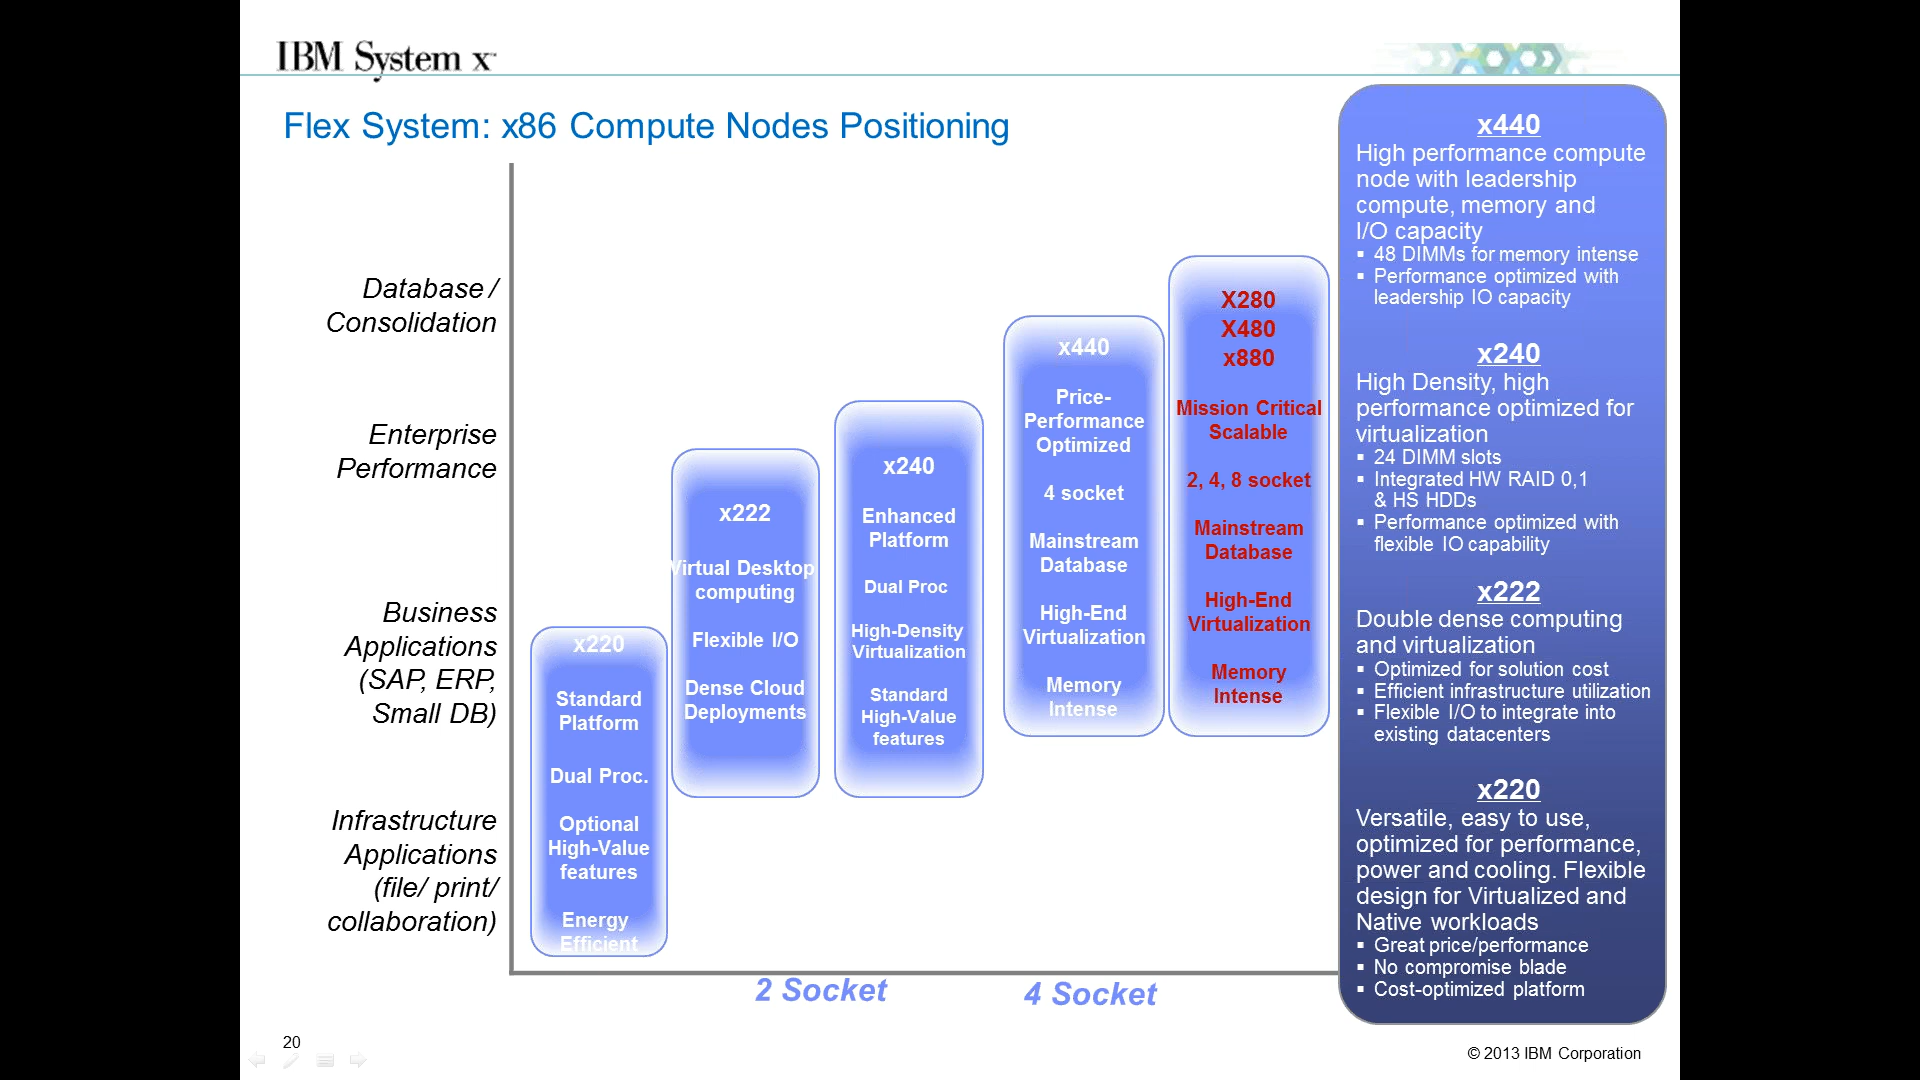 IBM System x™
Flex System: x86 Compute Nodes Positioning
Database /
Consolidation
Enterprise
Performance
Business
Applications
(SAP, ERP,
Small DB)
Infrastructure
Applications
(file/ print/
collaboration)
x220
Standard
Platform
Dual Proc.
Optional
High-Value
features
Energy
Efficient
x222
Virtual Desktop
computing
Flexible I/O
Dense Cloud
Deployments
x240
Enhanced
Platform
Dual Proc
High-Density
Virtualization
Standard
High-Value
features
x440
Price-
Performance
Optimized
4 socket
Mainstream
Database
High-End
Virtualization
Memory
Intense
X280
X480
x880
Mission Critical
Scalable
2, 4, 8 socket
Mainstream
Database
High-End
Virtualization
Memory
Intense
2 Socket
4 Socket
x440
High performance compute
node with leadership
compute, memory and
I/O capacity
▪ 48 DIMMs for memory intense
▪ Performance optimized with
leadership IO capacity
x240
High Density, high
performance optimized for
virtualization
▪ 24 DIMM slots
▪ Integrated HW RAID 0,1
& HS HDDs
▪ Performance optimized with
flexible IO capability
x222
Double dense computing
and virtualization
▪ Optimized for solution cost
▪ Efficient infrastructure utilization
▪ Flexible I/O to integrate into
existing datacenters
x220
Versatile, easy to use,
optimized for performance,
power and cooling. Flexible
design for Virtualized and
Native workloads
▪ Great price/performance
▪ No compromise blade
▪ Cost-optimized platform
20
© 2013 IBM Corporation